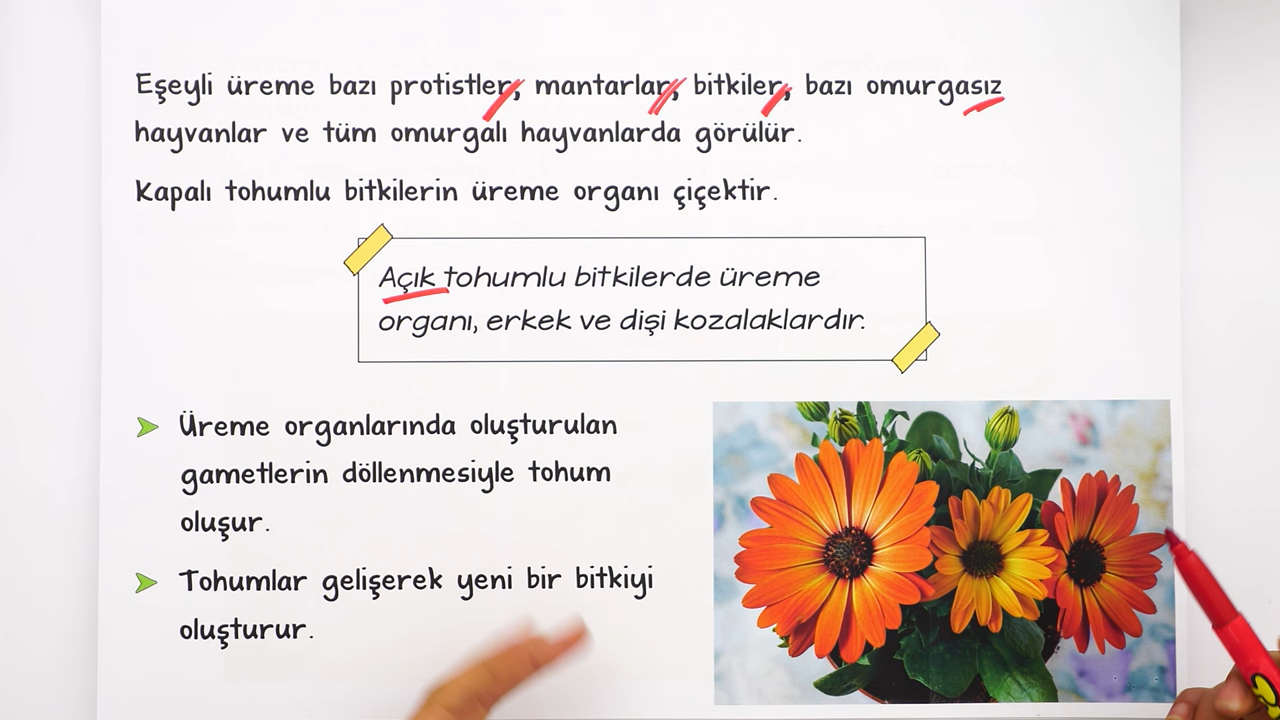 Eşeyli üreme bazı protistler, mantarlar, bitkiler, bazı omurgasız
hayvanlar ve tüm omurgalı hayvanlarda görülür.
Kapalı tohumlu bitkilerin üreme organı çiçektir.
Açık tohumlu bitkilerde üreme
organı, erkek ve dişi kozalaklardır.
Üreme organlarında oluşturulan
gametlerin döllenmesiyle tohum
oluşur.
Tohumlar gelişerek yeni bir bitkiyi
oluşturur.